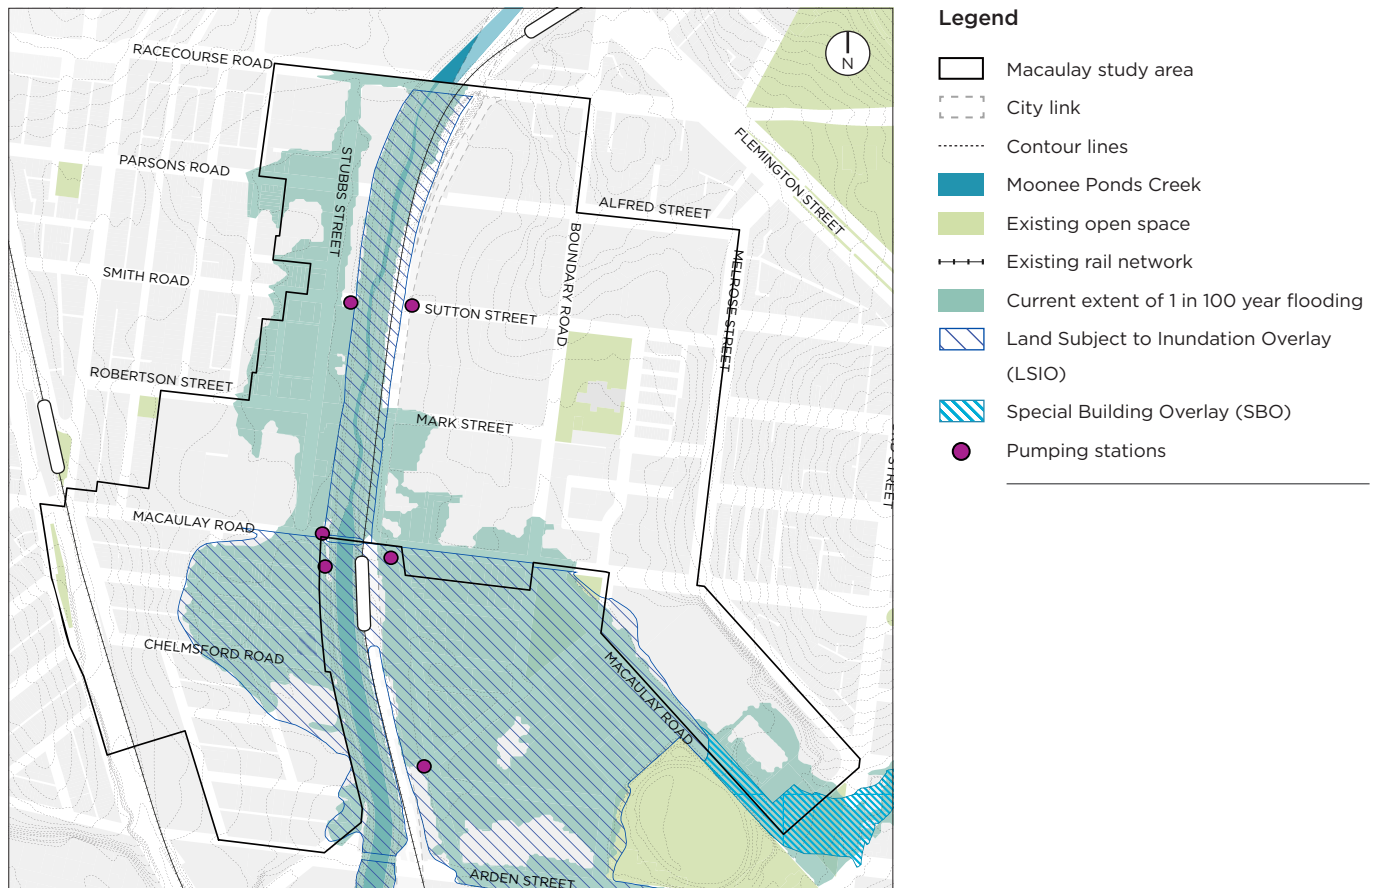 RACECOURSE ROAD
N
FLEMINGTON STREET
PARSONS ROAD
STUBBS STREET
ALFRED STREET
BOUNDARY ROAD
MELROSE STREET
SMITH ROAD
SUTTON STREET
ROBERTSON STREET
MARK STREET
MACAULAY ROAD
CHELMSFORD ROAD
MACAULAY ROAD
ARDEN STREET
Legend
Macaulay study area
City link
Contour lines
Moonee Ponds Creek
Existing open space
Existing rail network
Current extent of 1 in 100 year flooding
Land Subject to Inundation Overlay
(LSIO)
Special Building Overlay (SBO)
Pumping stations